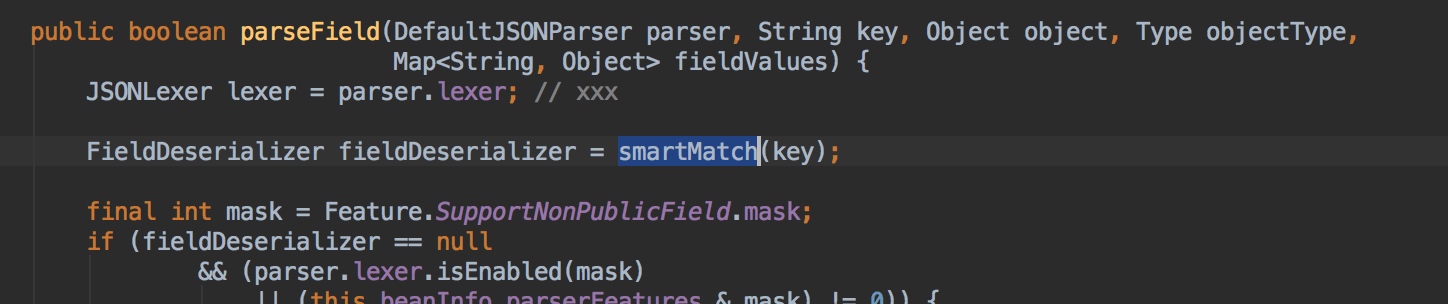 public boolean parseField(DefaultJSONParser parser, String key, Object object, Type objectType,
Map<String, Object> fieldValues) {
JSONLexer lexer = parser.lexer; // xxx
FieldDeserializer fieldDeserializer = smartMatch(key);
final int mask = Feature.SupportNonPublicField.mask;
if (fieldDeserializer == null
&& (parser.lexer.isEnabled(mask)
|| (this.beanInfo.parserFeatures & mask) != 0)) {